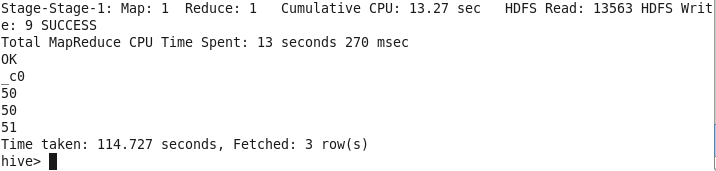 Stage-Stage-1: Map: 1  Reduce: 1   Cumulative CPU: 13.27 sec   HDFS Read: 13563 HDFS Writ
e: 9 SUCCESS
Total MapReduce CPU Time Spent: 13 seconds 270 msec
OK
_c0
50
50
51
Time taken: 114.727 seconds, Fetched: 3 row(s)
hive>